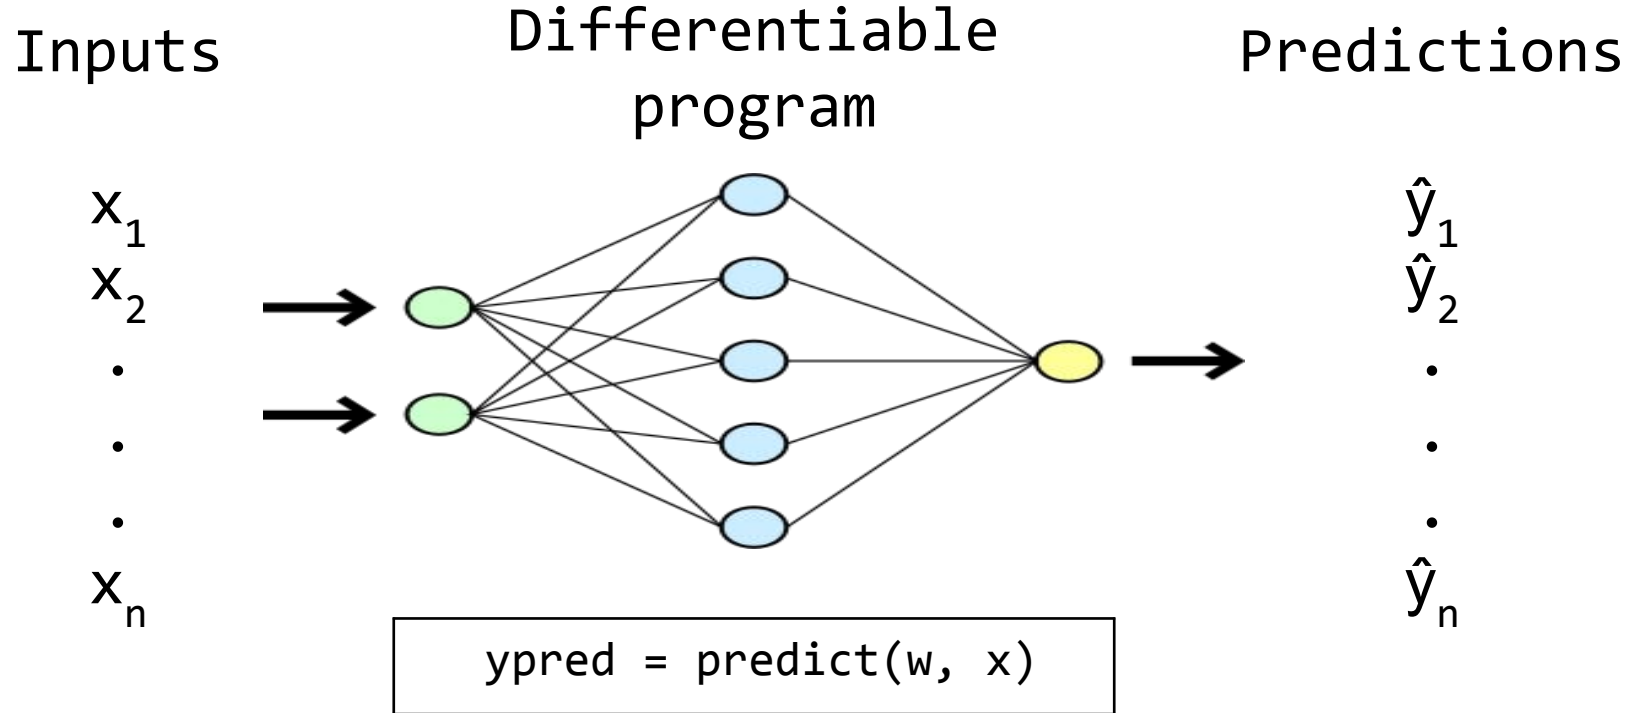 Inputs
Differentiable
program
Predictions
x1
x2
.
.
.
xn
ŷ1
ŷ2
.
.
.
ŷn
ypred = predict(w, x)